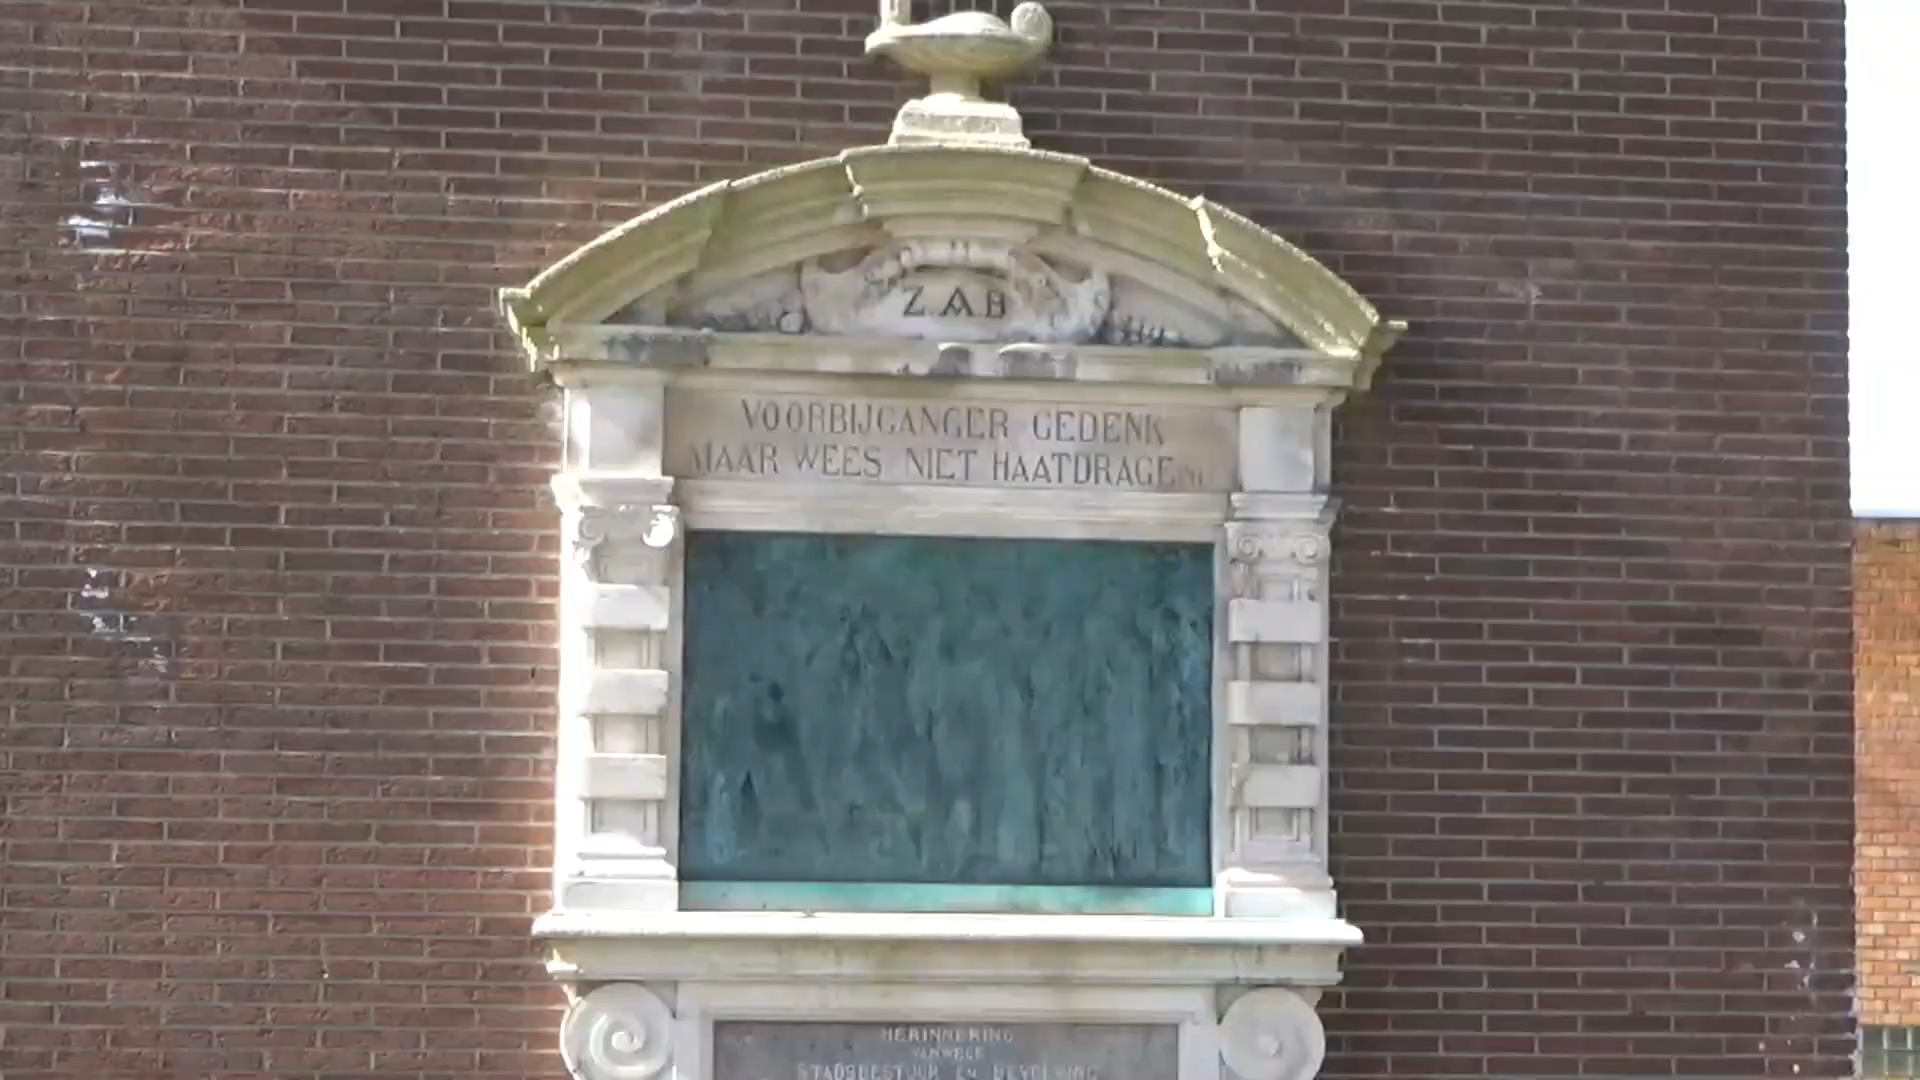 Z.A.B
VOORBIJGANGER GEDENK
MAAR WEES NIET HAATDRAGEND
HERINNERING
VANWEGE
STADSBESTUUR EN BEVOLKING